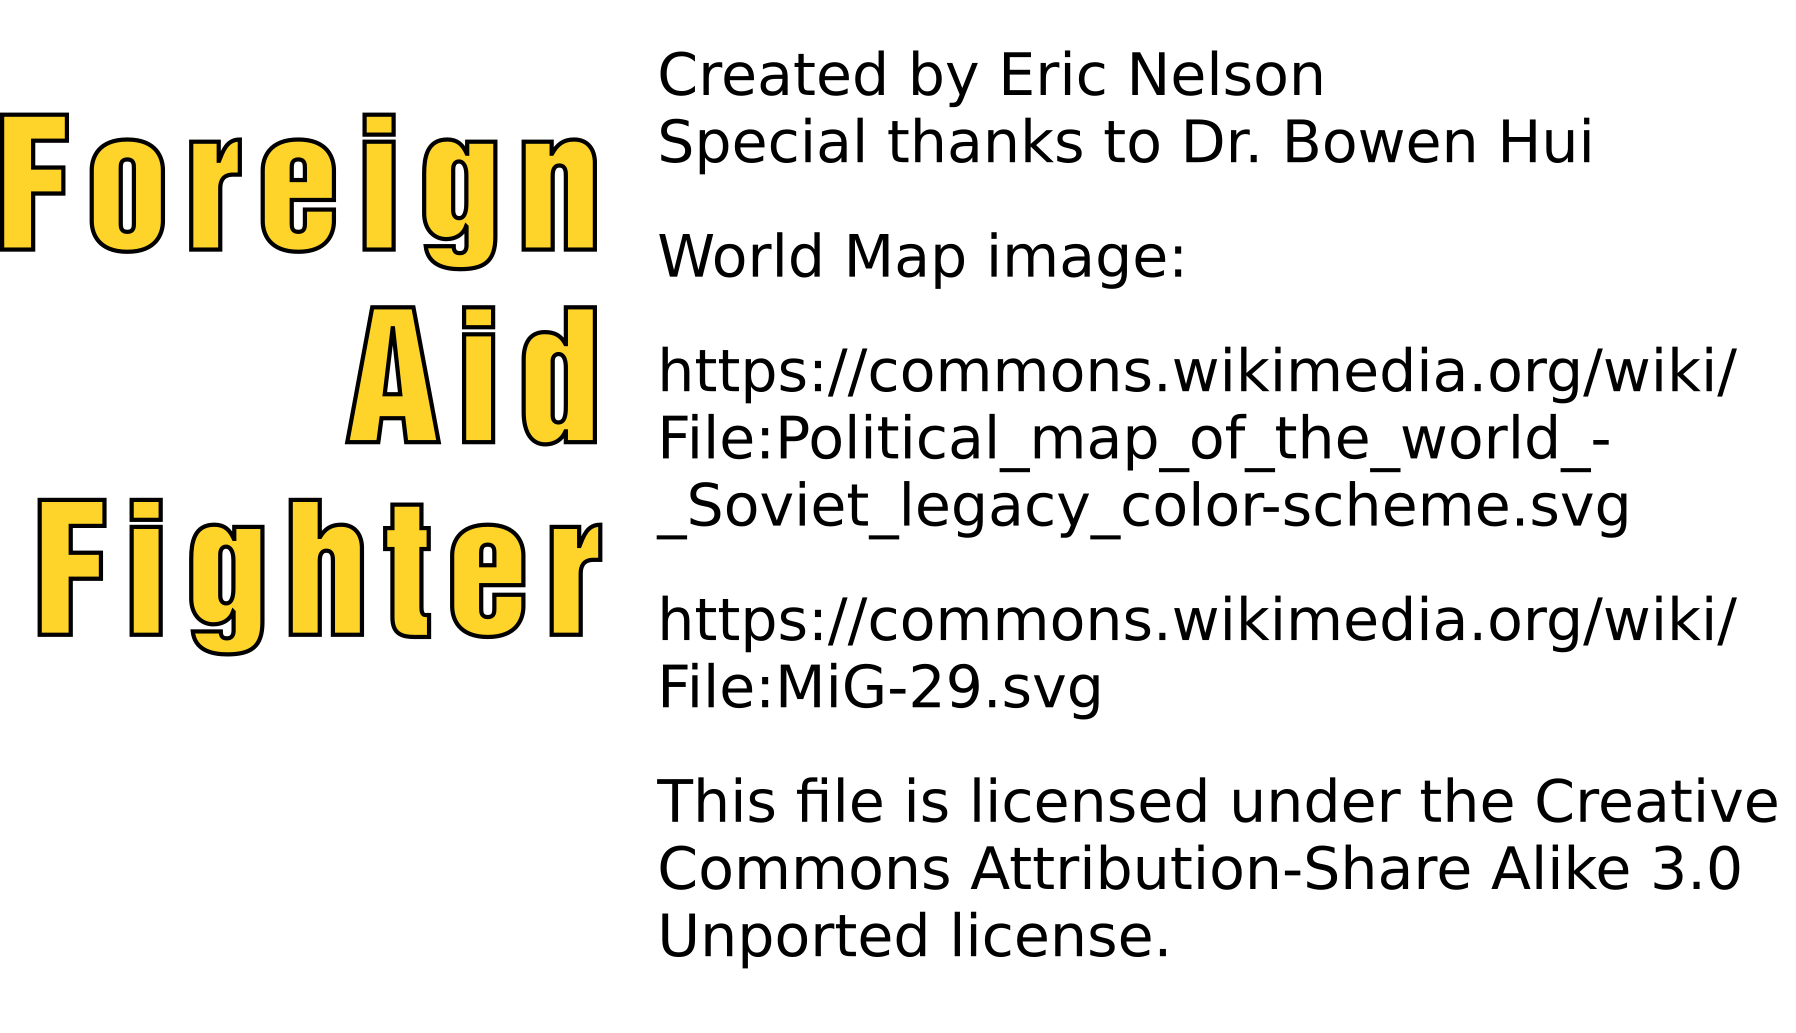 Foreign
Aid
Fighter
Created by Eric Nelson
Special thanks to Dr. Bowen Hui
World Map image:
https://commons.wikimedia.org/wiki/
File:Political_map_of_the_world_-
_Soviet_legacy_color-scheme.svg
https://commons.wikimedia.org/wiki/
File:MiG-29.svg
This file is licensed under the Creative
Commons Attribution-Share Alike 3.0
Unported license.